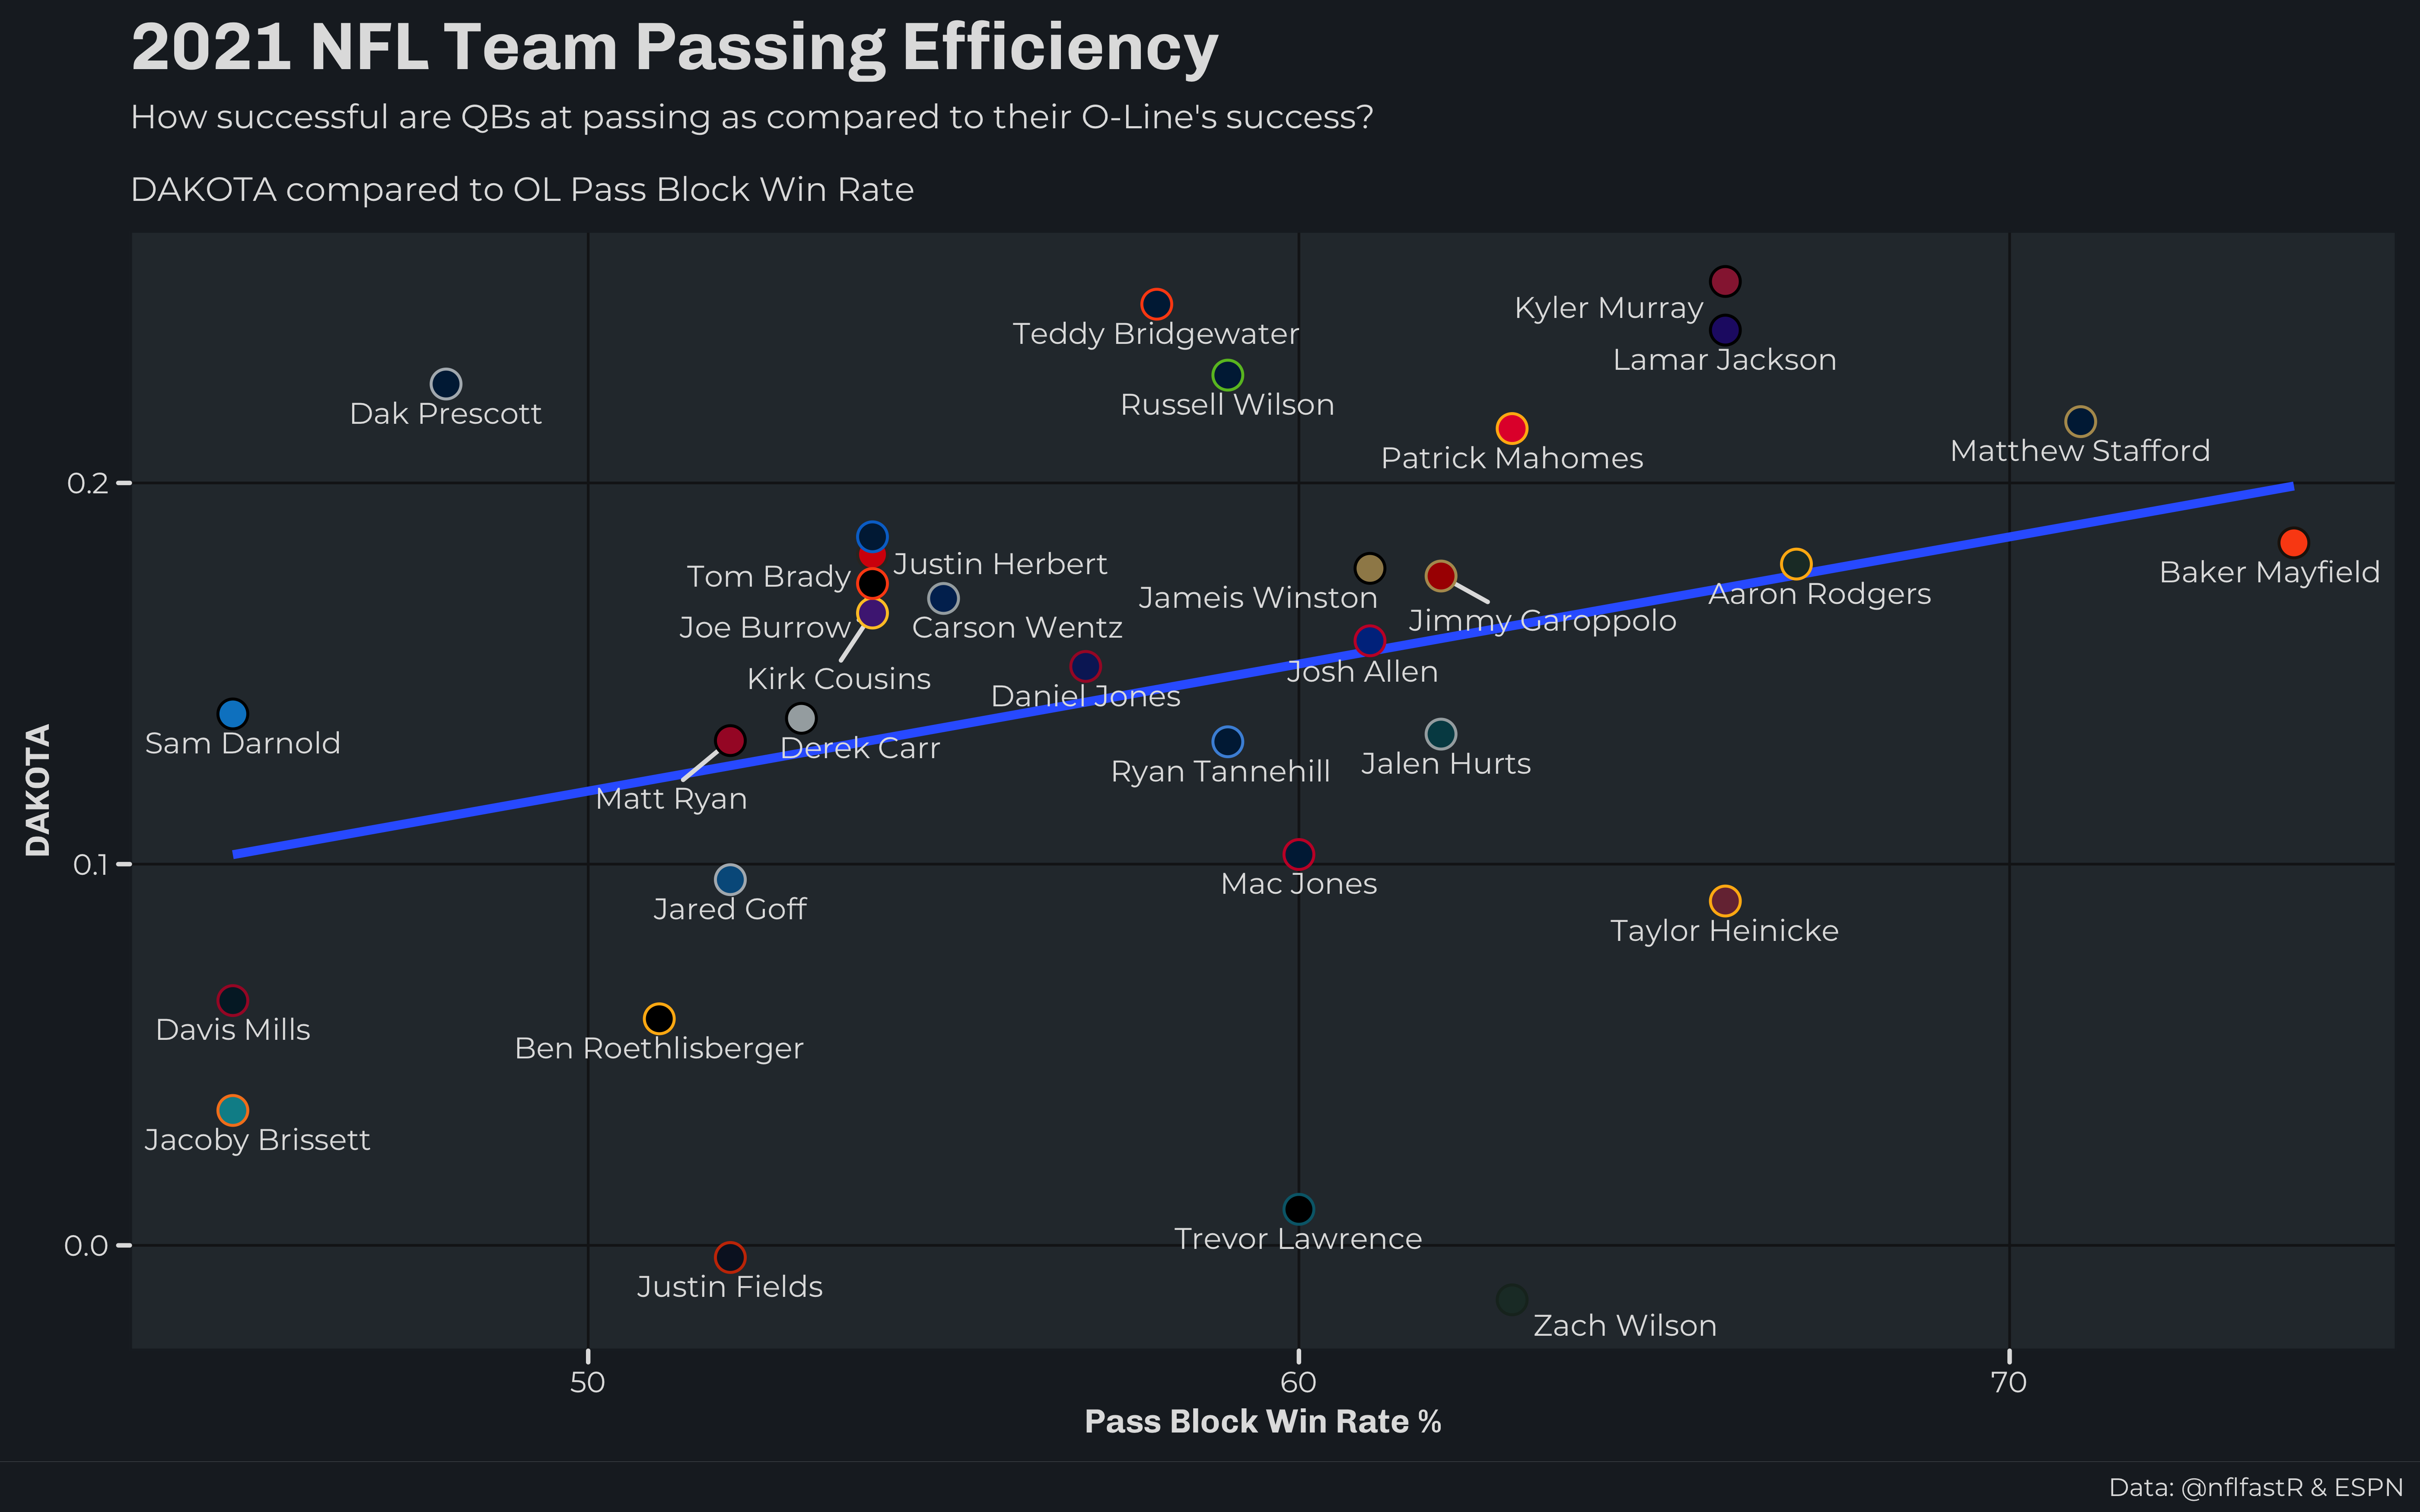 2021 NFL Team Passing Efficiency
How successful are QBs at passing as compared to their O-Line's success?
DAKOTA compared to OL Pass Block Win Rate
Kyler Murray
Teddy Bridgewater
Lamar Jackson
Dak Prescott
Russell Wilson
Matthew Stafford
Patrick Mahomes
0.2
Justin Herbert
Tom Brady
Baker Mayfield
Jameis Winston
Aaron Rodgers
Jimmy Garoppolo
Joe Burrow
Carson Wentz
Kirk Cousins
Josh Allen
Daniel Jones
Sam Darnold
Derek Carr
Jalen Hurts
Ryan Tannehill
DAKOTA
Matt Ryan
0.1
Mac Jones
Jared Goff
Taylor Heinicke
Davis Mills
Ben Roethlisberger
Jacoby Brissett
Trevor Lawrence
0.0
Justin Fields
Zach Wilson
50
60
70
Pass Block Win Rate %
Data: @nflfastR & ESPN